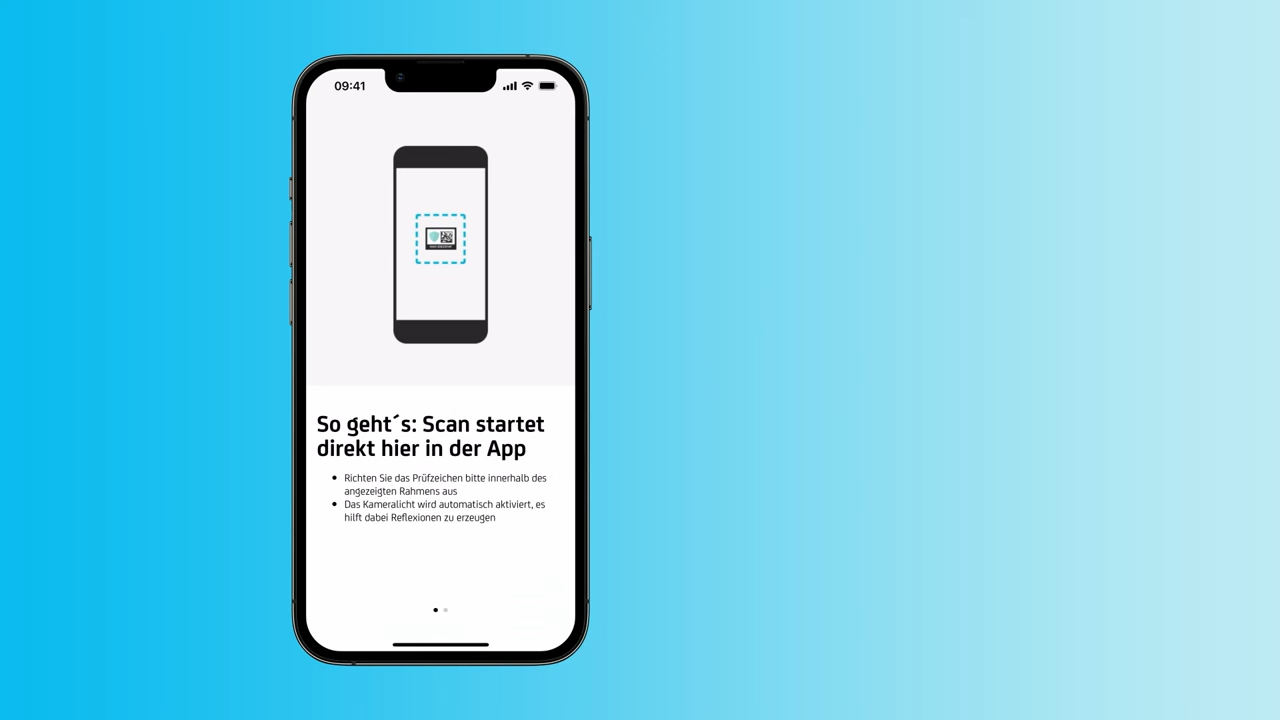 09:41
So geht´s: Scan startet
direkt hier in der App
Richten Sie das Prüfzeichen bitte innerhalb des
angezeigten Rahmens aus
Das Kameralicht wird automatisch aktiviert, es
hilft dabei Reflexionen zu erzeugen